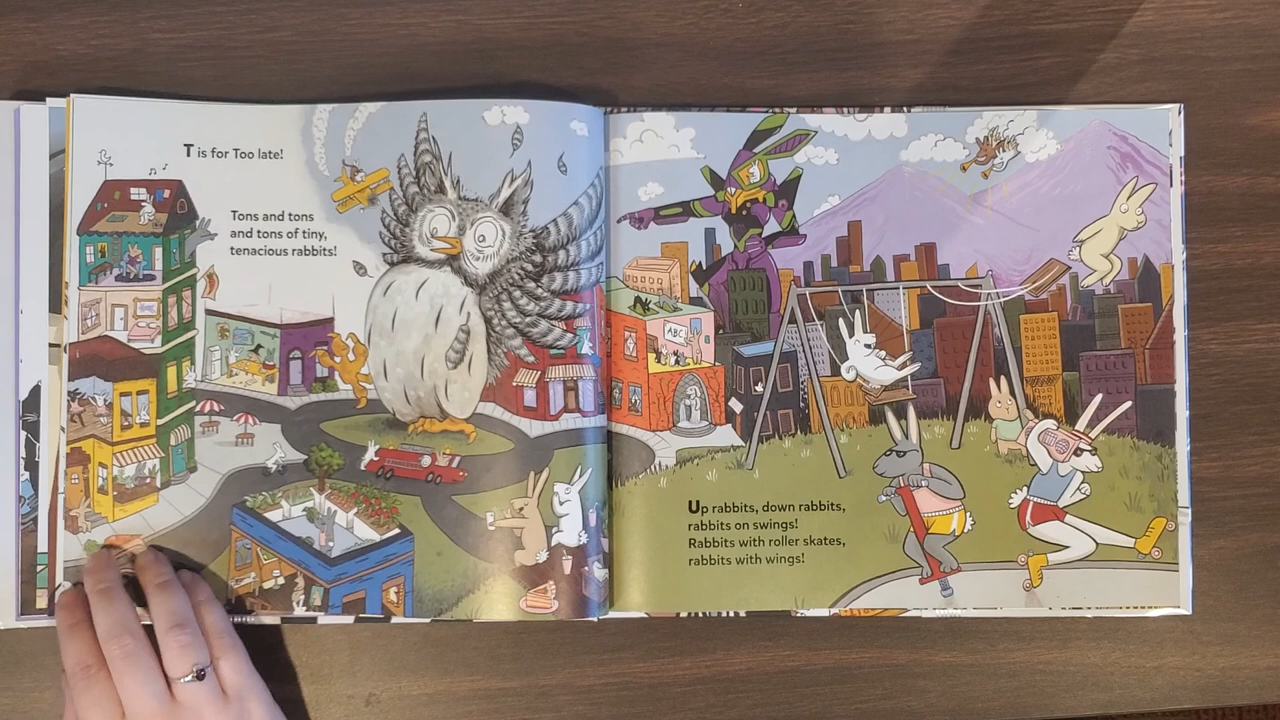 T is for Too late!
Tons and tons
and tons of tiny,
tenacious rabbits!
ABC!
Up rabbits, down rabbits,
rabbits on swings!
Rabbits with roller skates,
rabbits with wings!